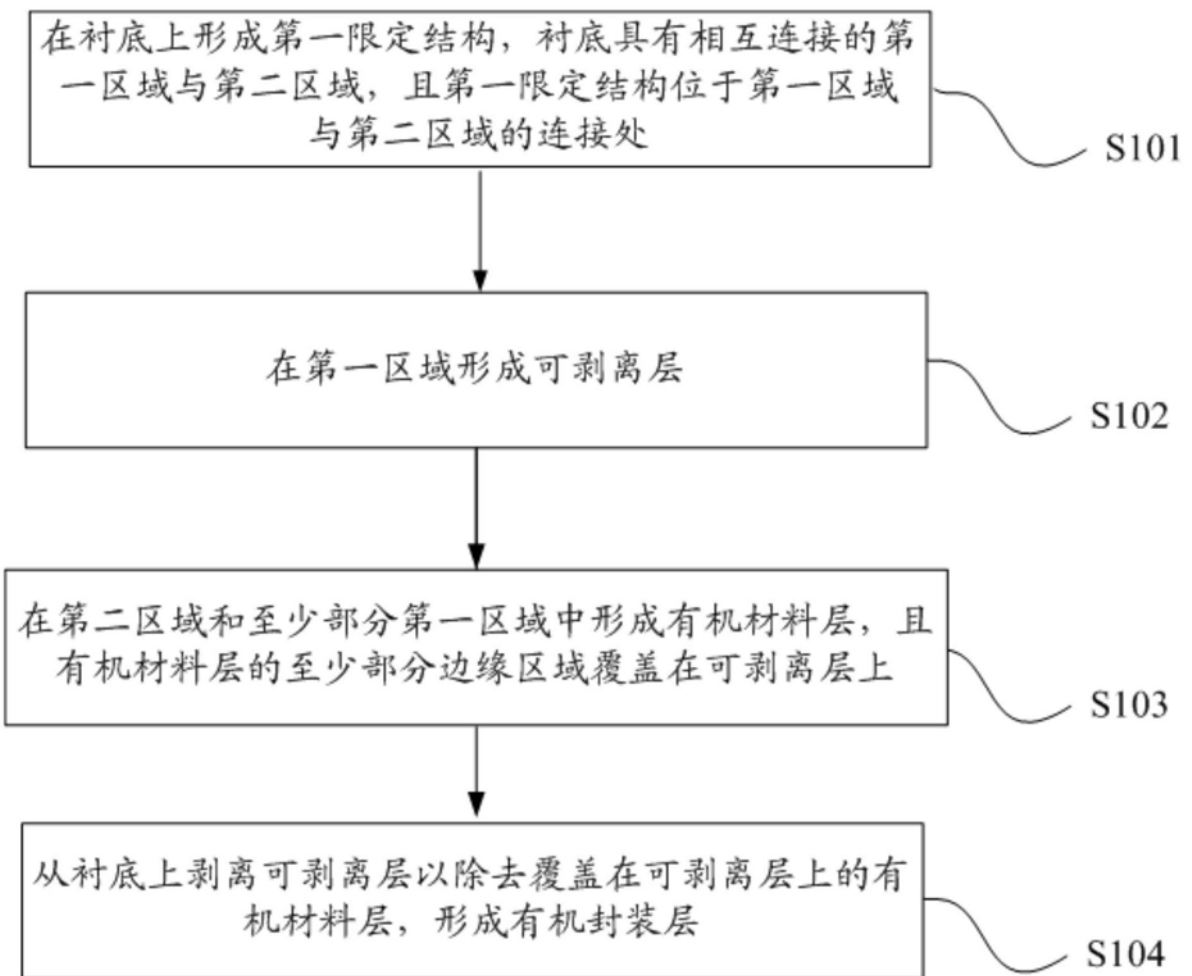 在衬底上形成第一限定结构，衬底具有相互连接的第
一区域与第二区域，且第一限定结构位于第一区域
与第二区域的连接处
S101
在第一区域形成可剥离层
S102
在第二区域和至少部分第一区域中形成有机材料层，且
有机材料层的至少部分边缘区域覆盖在可剥离层上
S103
从衬底上剥离可剥离层以除去覆盖在可剥离层上的有
机材料层，形成有机封装层
S104